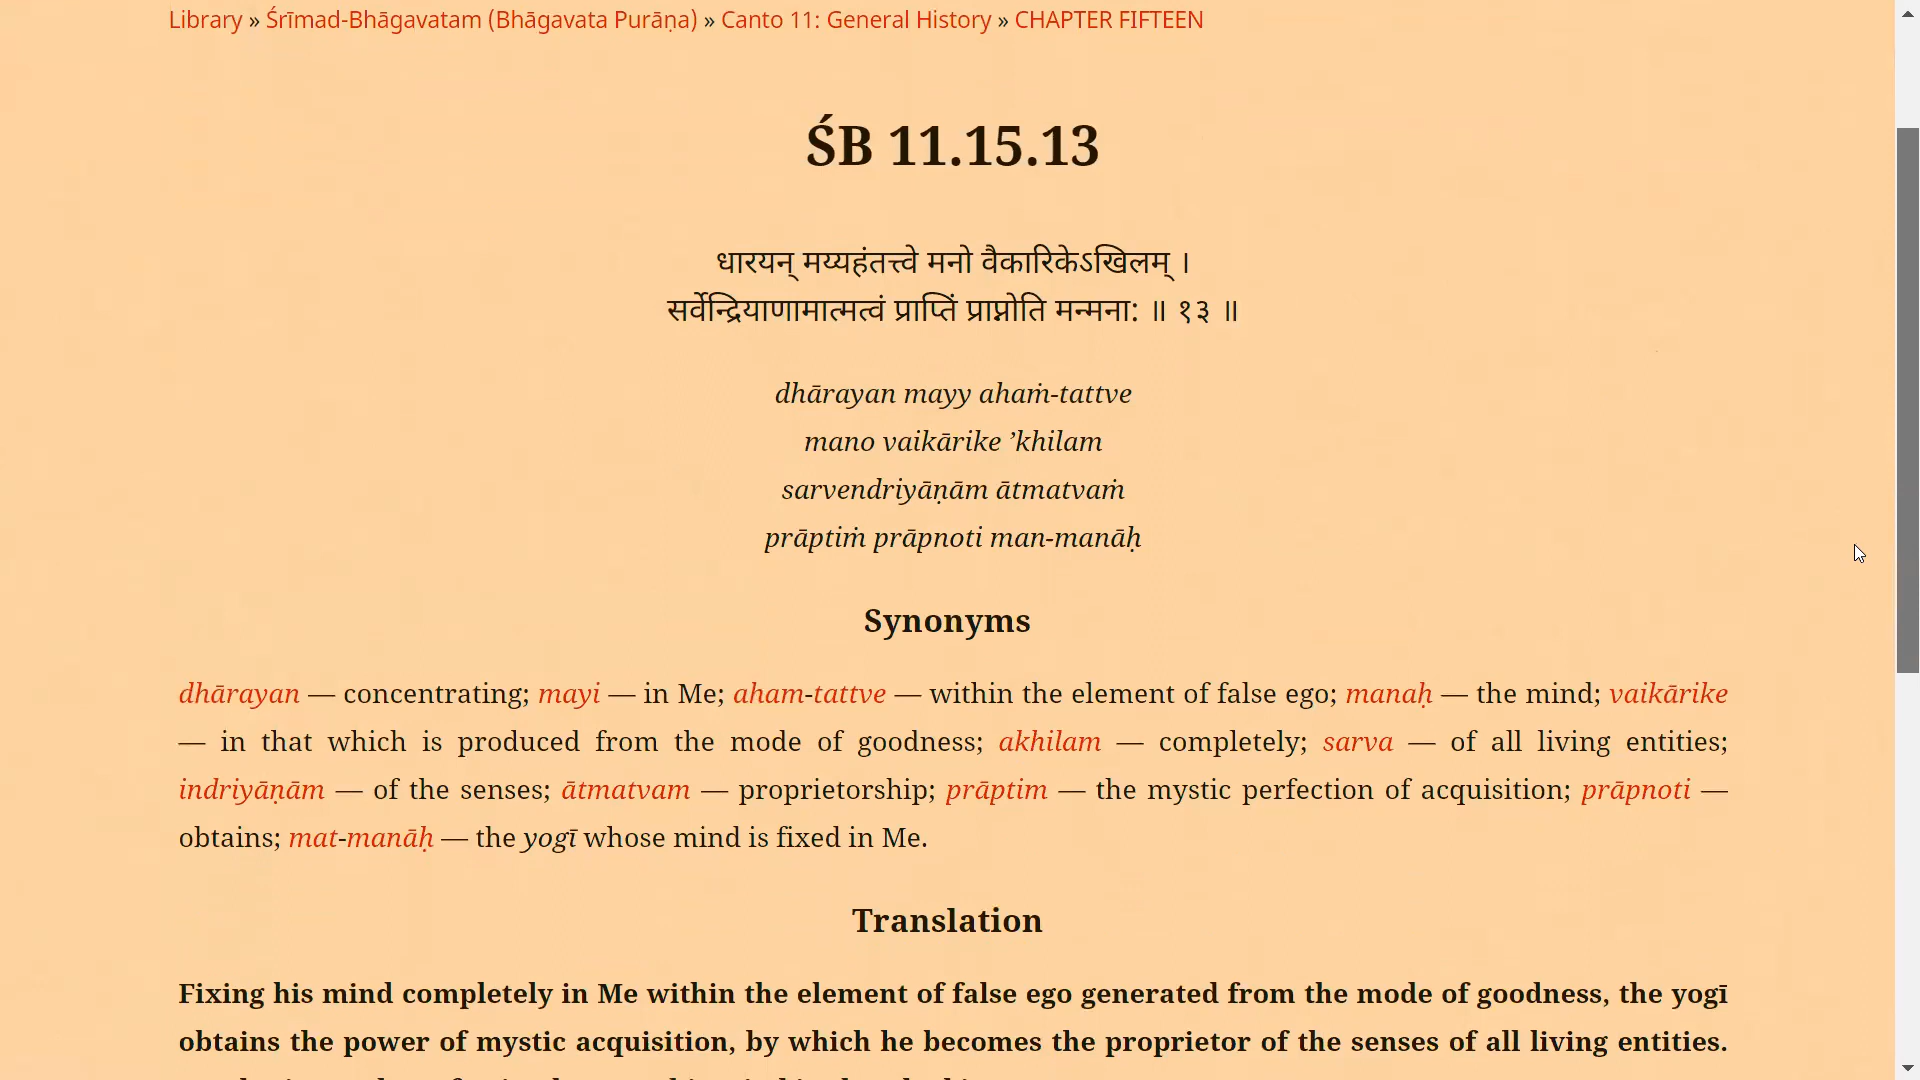 Library » Śrīmad-Bhāgavatam (Bhāgavata Purāṇa) » Canto 11: General History » CHAPTER FIFTEEN
ŚB 11.15.13
धारयन् मय्यहंतत्त्वे मनो वैकारिकेऽखिलम् ।
सर्वेन्द्रियाणामात्मत्वं प्राप्तिं प्राप्नोति मन्मना: ॥ १३ ॥
dhārayan mayy ahaṁ-tattve
mano vaikārike ’khilam
sarvendriyāṇām ātmatvaṁ
prāptiṁ prāpnoti man-manāḥ
Synonyms
dhārayan — concentrating; mayi — in Me; aham-tattve — within the element of false ego; manaḥ — the mind; vaikārike
— in that which is produced from the mode of goodness; akhilam — completely; sarva — of all living entities;
indriyāṇām — of the senses; ātmatvam — proprietorship; prāptim — the mystic perfection of acquisition; prāpnoti —
obtains; mat-manāḥ — the yogī whose mind is fixed in Me.
Translation
Fixing his mind completely in Me within the element of false ego generated from the mode of goodness, the yogī
obtains the power of mystic acquisition, by which he becomes the proprietor of the senses of all living entities.